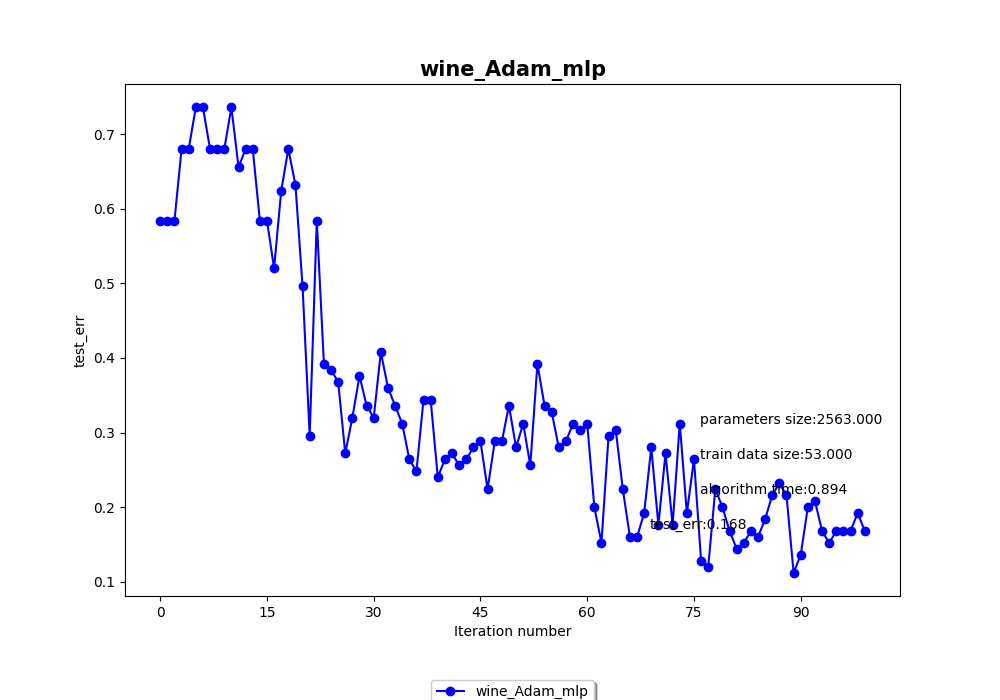 wine_Adam_mlp
test_err
0.7
0.6
0.5
0.4
0.3
0.2
0.1
parameters size:2563.000
train data size:53.000
algorithm time:0.894
test_err:0.168
0 15 30 45 60 75 90
Iteration number
wine_Adam_mlp